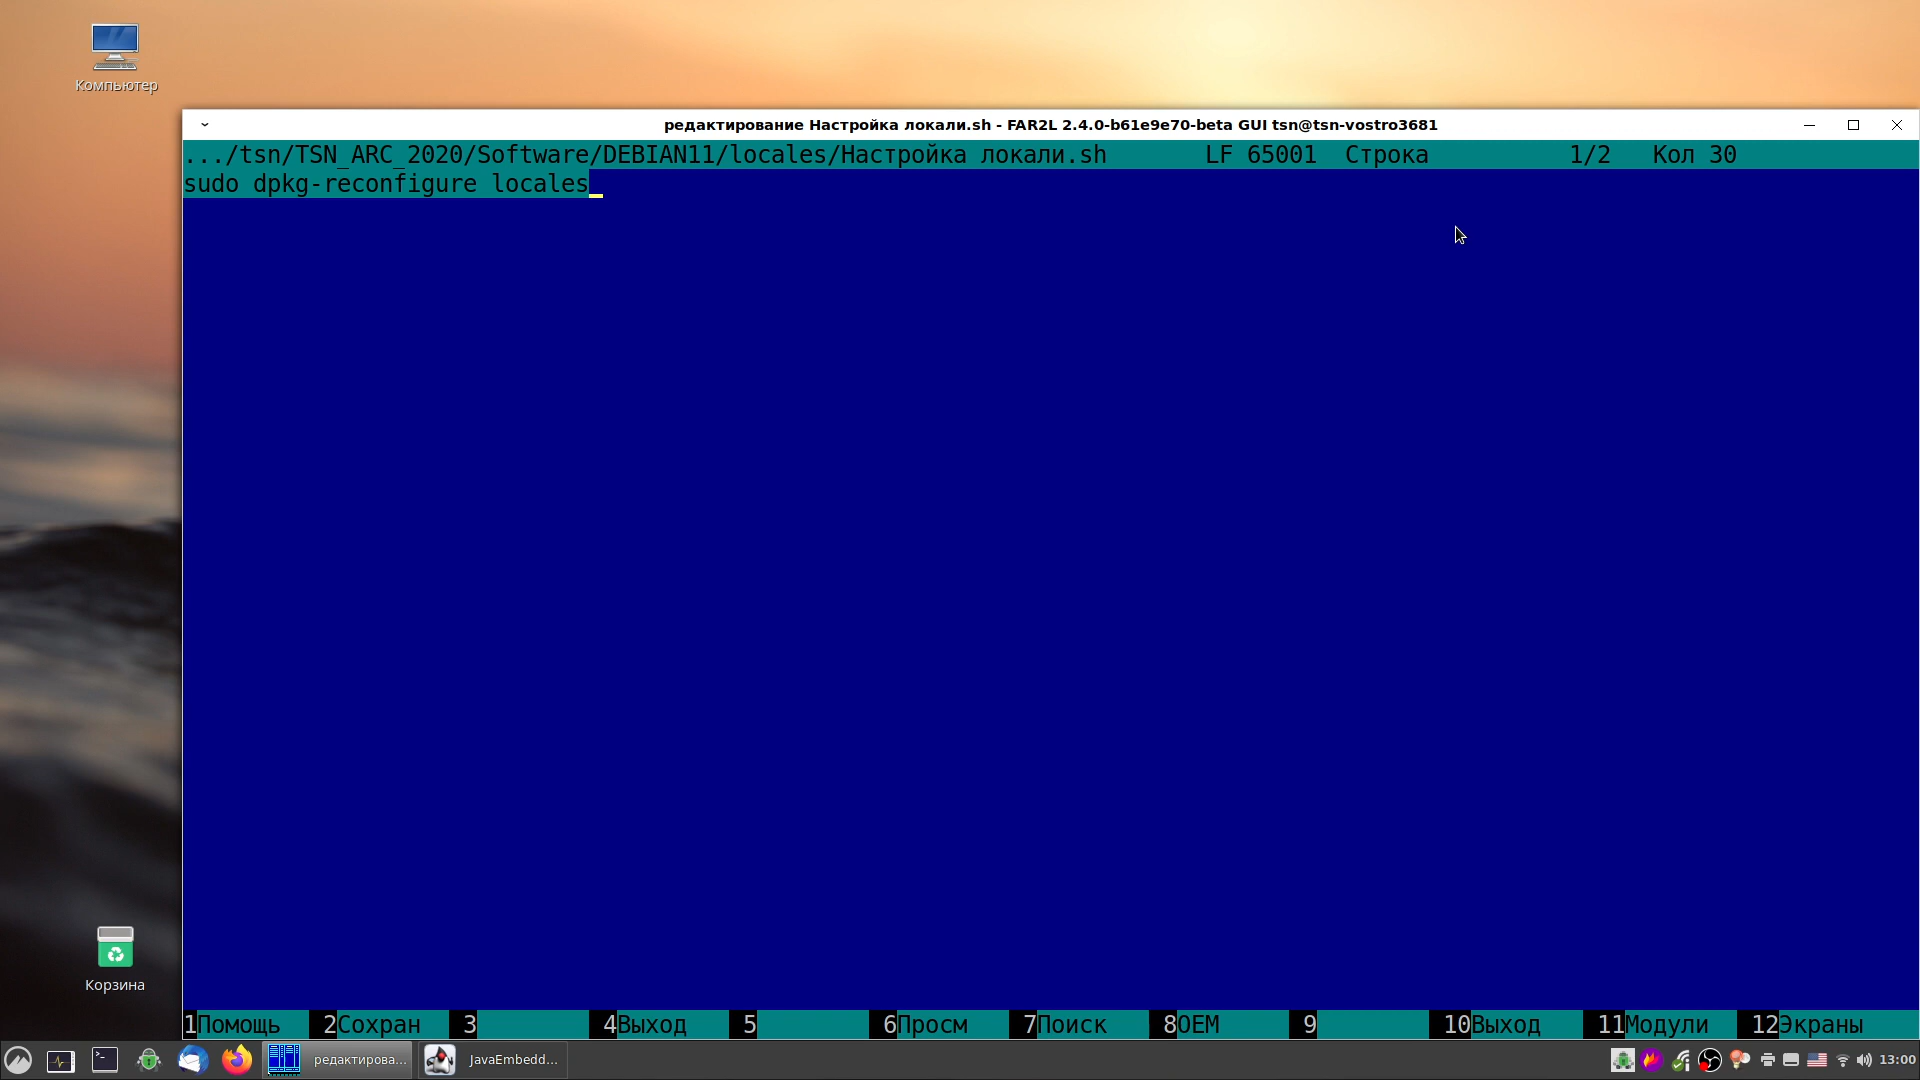 Компьютер
редактирование Настройка локали.sh - FAR2L 2.4.0-b61e9e70-beta GUI tsn@tsn-vostro3681
.../tsn/TSN_ARC_2020/Software/DEBIAN11/locales/Настройка локали.sh LF 65001 Строка 1/2 Кол 30
sudo dpkg-reconfigure locales
Корзина
1Помощь 2Сохран 3 4Выход 5 6Просм 7Поиск 8OEM 9 10Выход 11Модули 12Экраны
редактирова... JavaEmbedd... 13:00